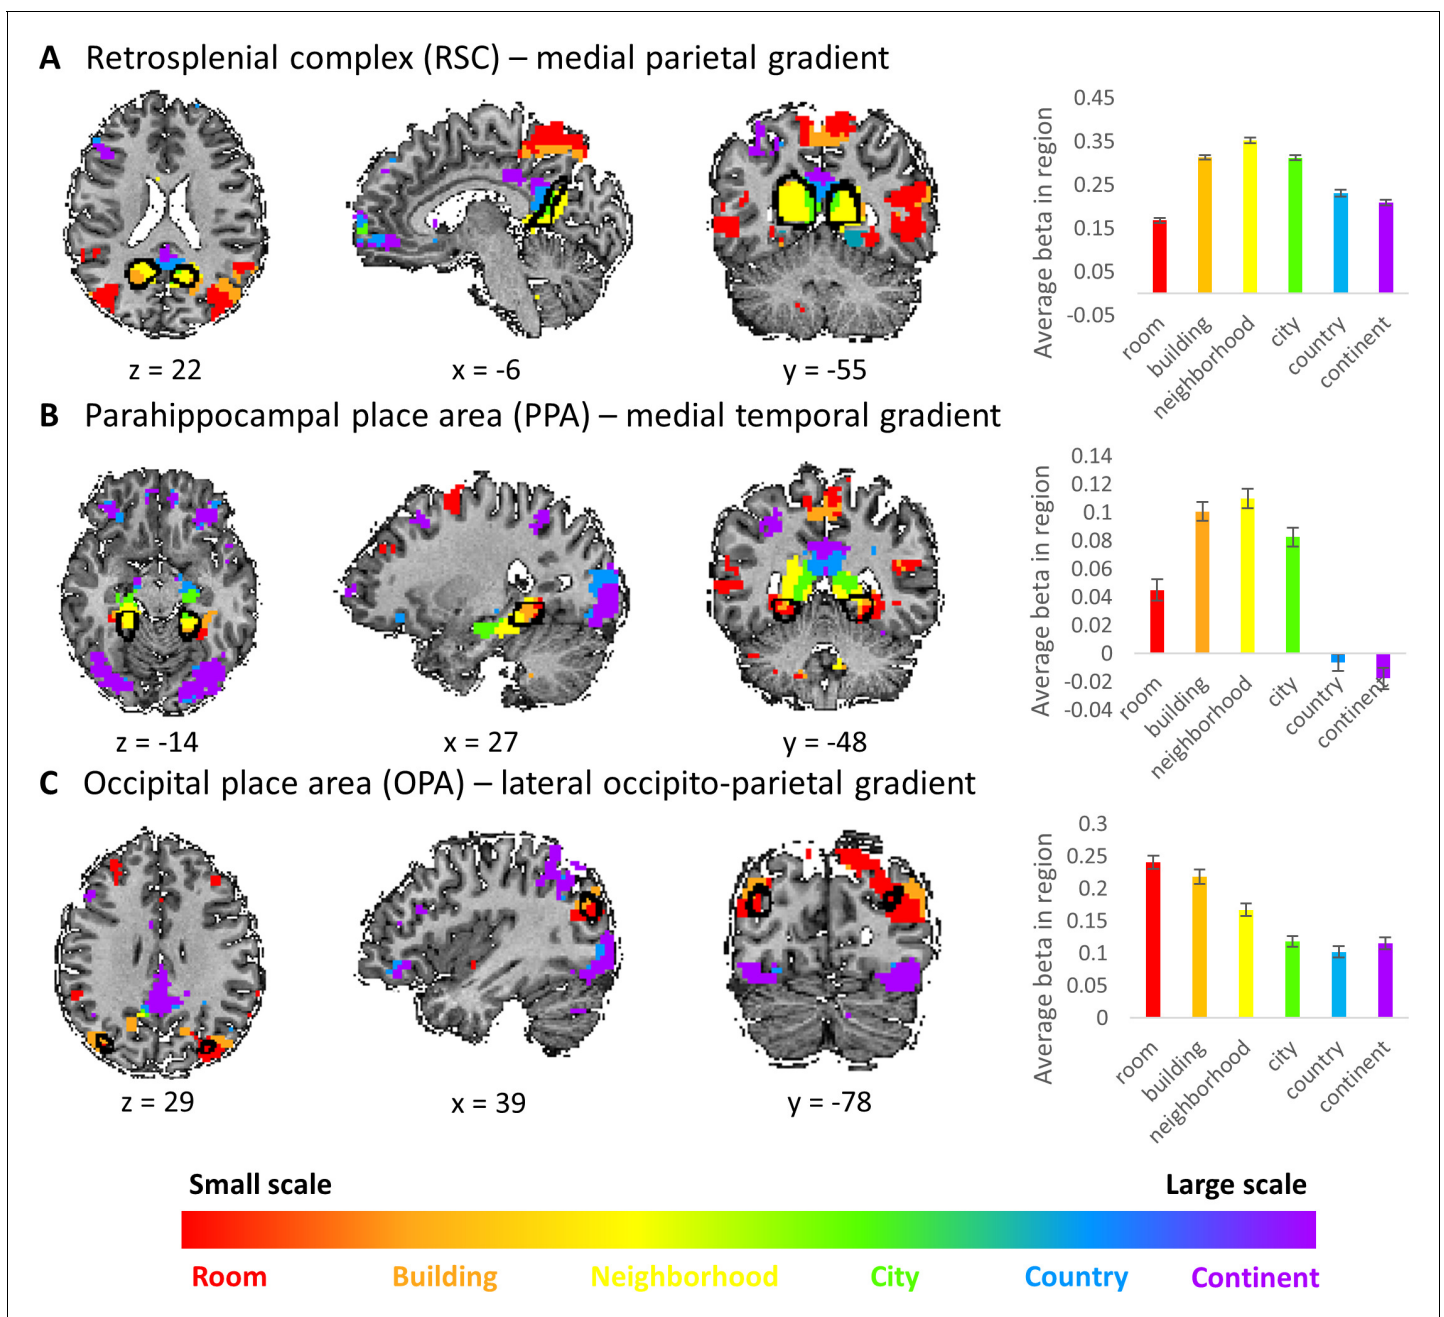 A Retrosplenial complex (RSC) – medial parietal gradient
z = 22
x = -6
y = -55
Average beta in region
0.45
0.35
0.25
0.15
0.05
-0.05
room
building
neighborhood
city
country
continent
B Parahippocampal place area (PPA) – medial temporal gradient
z = -14
x = 27
y = -48
Average beta in region
0.14
0.12
0.1
0.08
0.06
0.04
0.02
0
-0.02
-0.04
room
building
neighborhood
city
country
continent
C Occipital place area (OPA) – lateral occipito-parietal gradient
z = 29
x = 39
y = -78
Average beta in region
0.3
0.25
0.2
0.15
0.1
0.05
0
room
building
neighborhood
city
country
continent
Small scale Large scale
Room Building Neighborhood City Country Continent